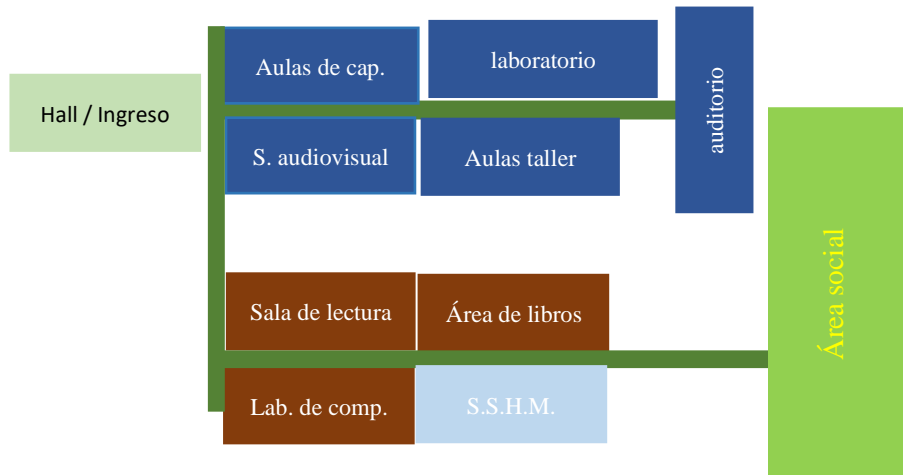 Aulas de cap.
laboratorio
auditorio
Hall / Ingreso
S. audiovisual
Aulas taller
Área social
Sala de lectura
Área de libros
Lab. de comp.
S.S.H.M.